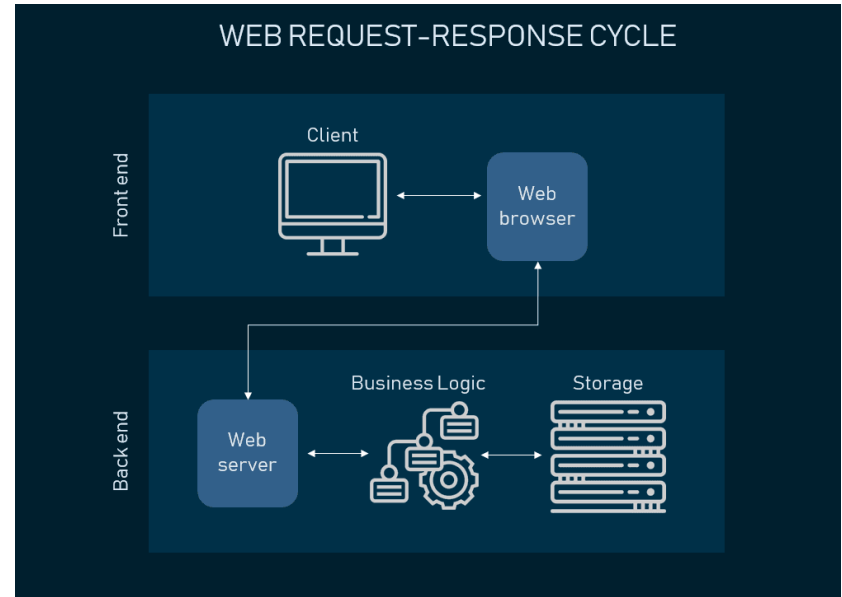 WEB REQUEST-RESPONSE CYCLE
Front end
Client
Web
browser
Back end
Business Logic
Storage
Web
server